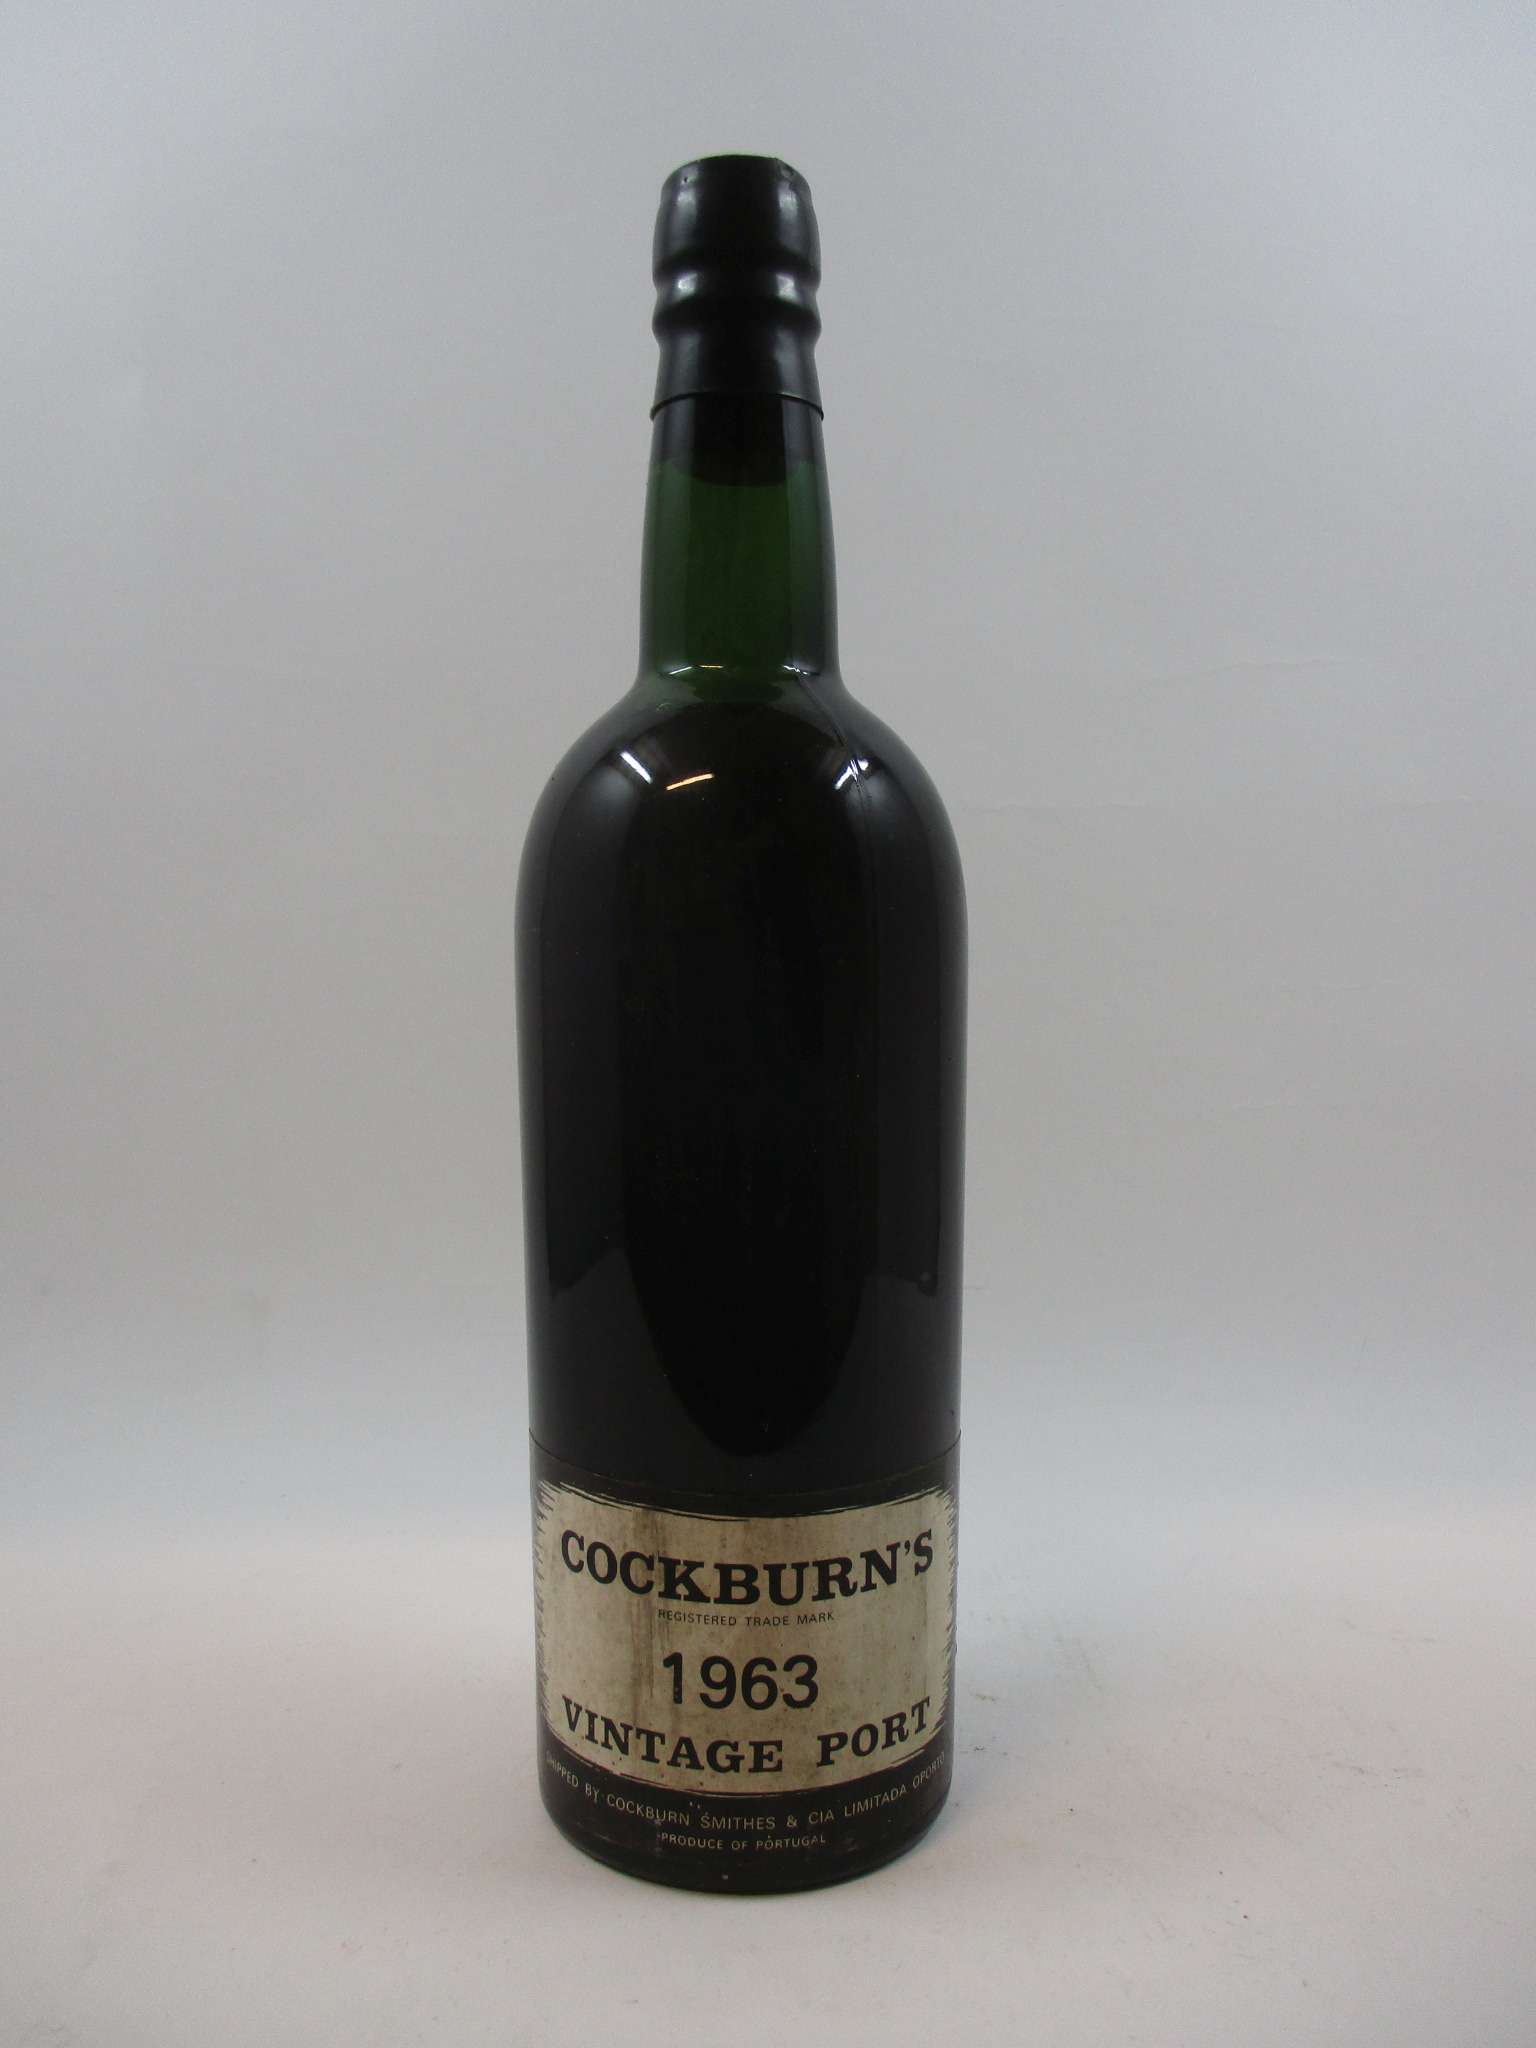 COCKBURN'S
REGISTERED TRADE MARK
1963
VINTAGE PORT
SHIPPED BY COCKBURN SMITHES & CIA LIMITADA OPORTO
PRODUCE OF PORTUGAL